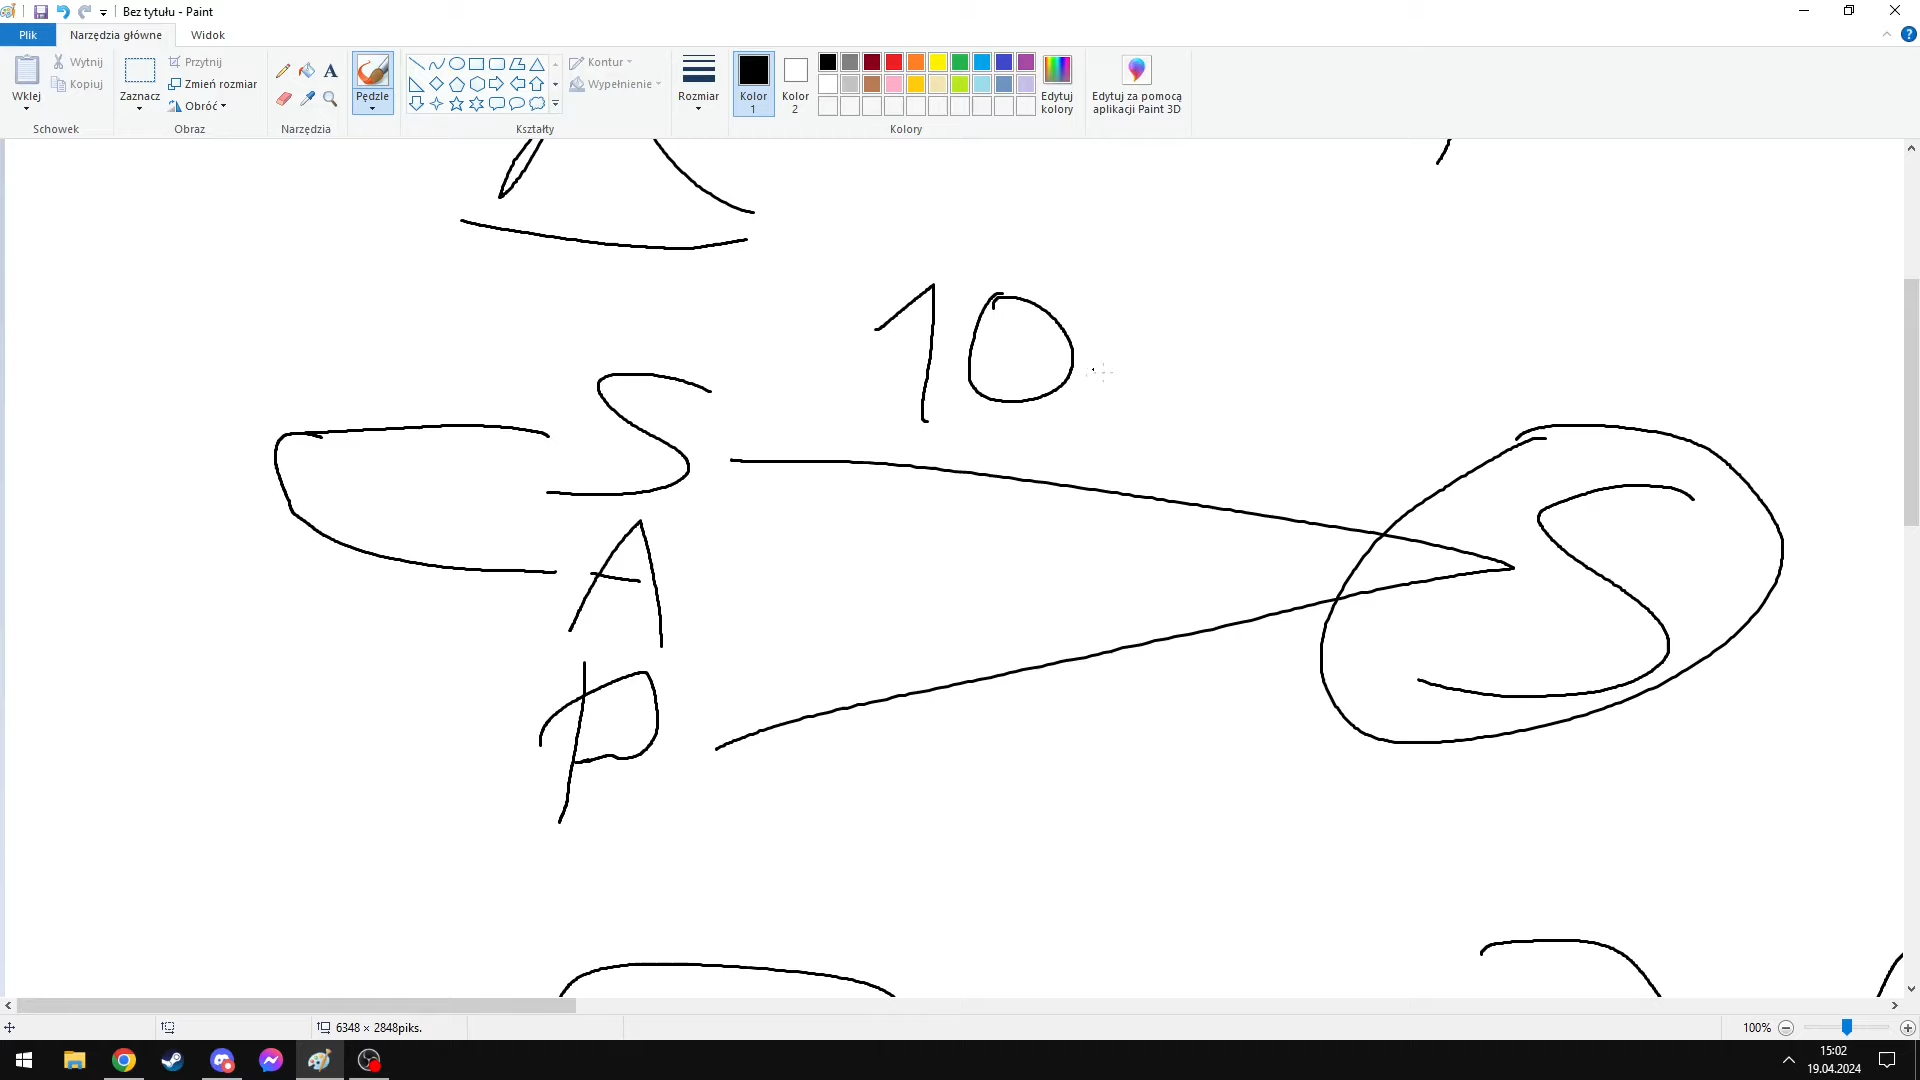 Bez tytułu - Paint
Plik Narzędzia główne Widok
Wklej
Wytnij
Kopiuj
Schowek
Zaznacz
Przytnij
Zmień rozmiar
Obróć
Obraz
A
Narzędzia
Pędzle
Kształty
Kontur
Wypełnienie
Rozmiar
Kolor
1
Kolor
2
Edytuj
kolory
Kolory
Edytuj za pomocą
aplikacji Paint 3D
10
S
A
P
S
6348 × 2848piks.
100%
15:02
19.04.2024